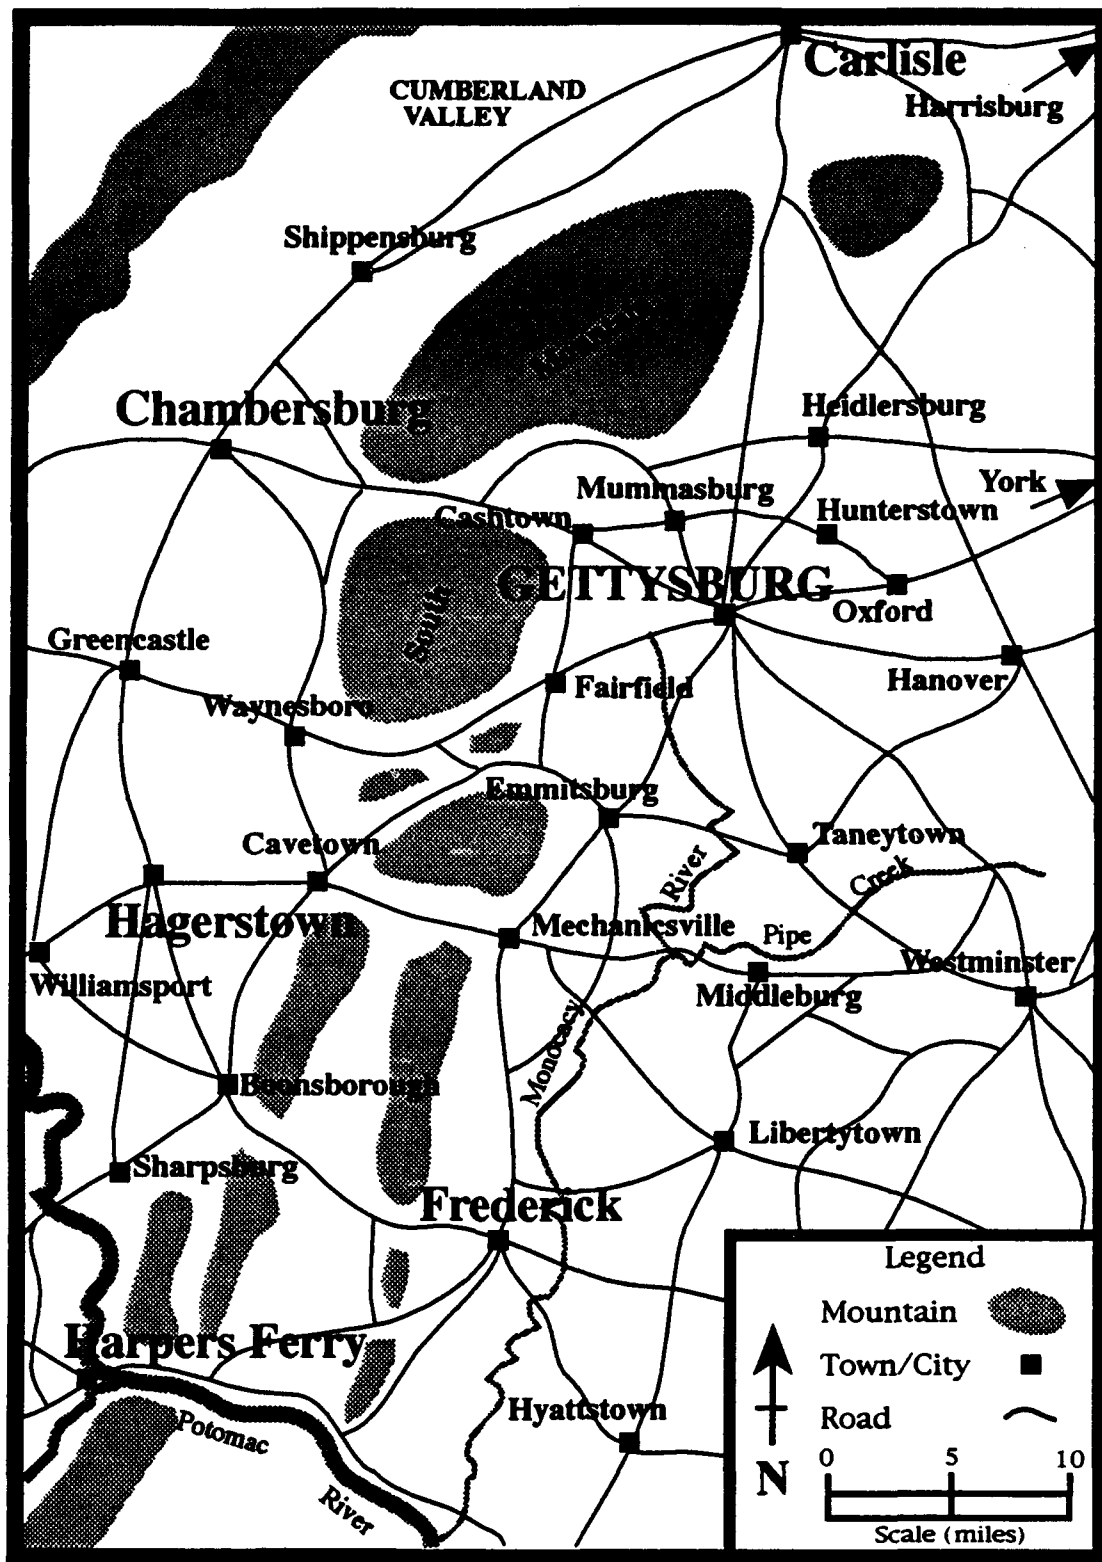 Carlisle
CUMBERLAND
VALLEY
Harrisburg
Shippensburg
Mountain
Chambersburg
Heidlersburg
York
Mummasburg
Hunterstown
Cashtown
GETTYSBURG
Oxford
South
Greencastle
Hanover
Fairfield
Waynesboro
Emmitsburg
Taneytown
Cavetown
River
Creek
Hagerstown
Mechanicsville
Pipe
Westminster
Williamsport
Middleburg
Monocacy
Boonsborough
Libertytown
Sharpsburg
Frederick
Harpers Ferry
Hyattstown
Potomac
River
Legend
Mountain
Town/City
Road
N
0 5 10
Scale (miles)